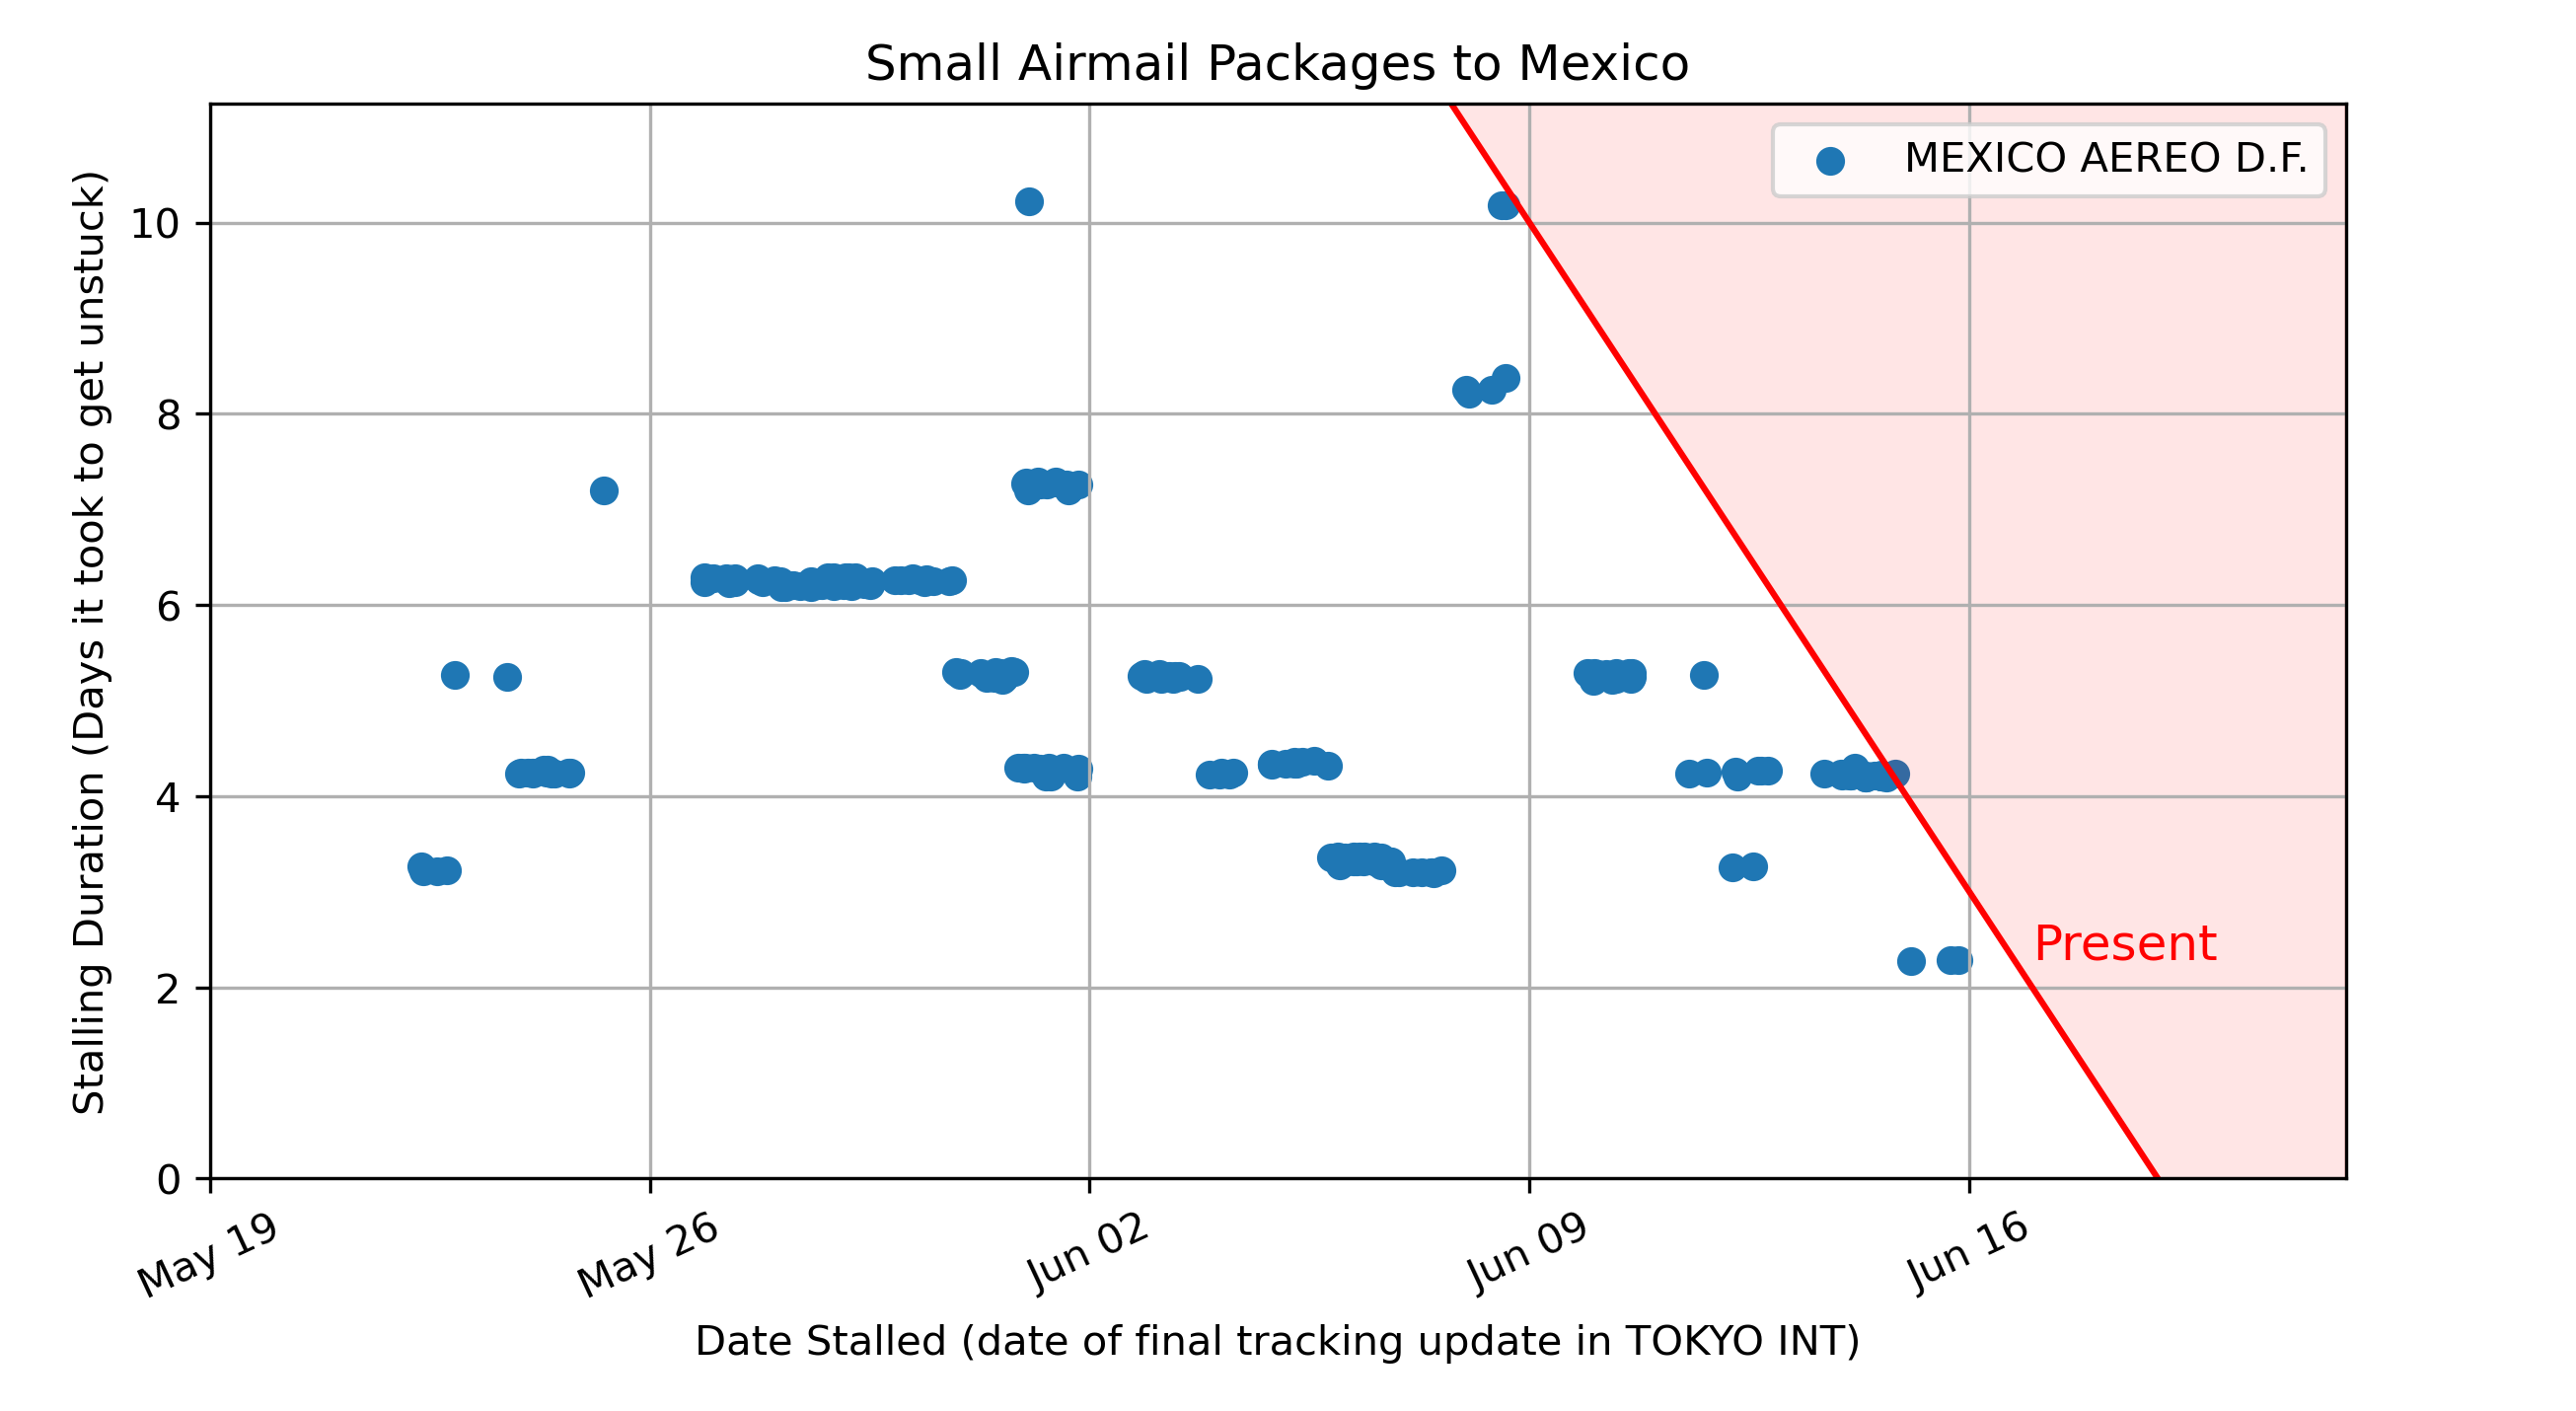 Small Airmail Packages to Mexico
MEXICO AEREO D.F.
Stalling Duration (Days it took to get unstuck)
10
8
6
4
2
0
Present
May 19
May 26
Jun 02
Jun 09
Jun 16
Date Stalled (date of final tracking update in TOKYO INT)